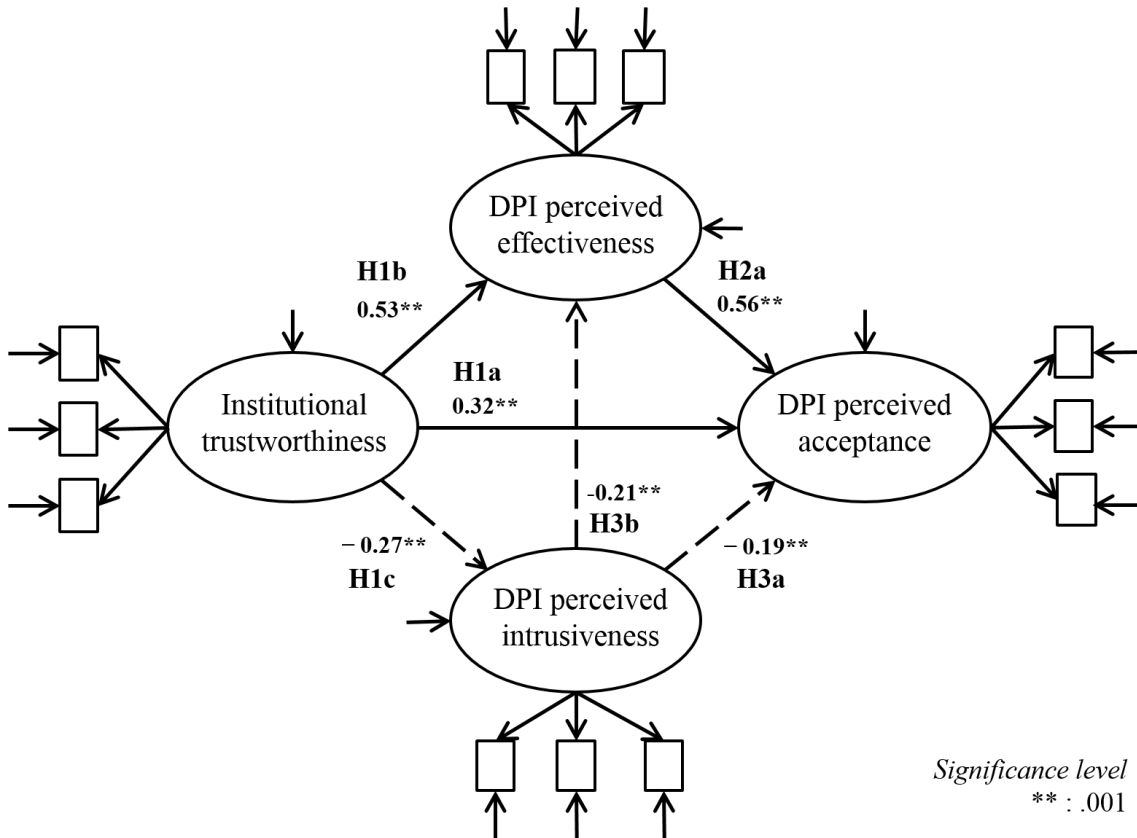 DPI perceived
effectiveness
H1b
0.53**
H2a
0.56**
Institutional
trustworthiness
H1a
0.32**
DPI perceived
acceptance
-0.21**
H3b
– 0.27**
H1c
– 0.19**
H3a
DPI perceived
intrusiveness
Significance level
** : .001